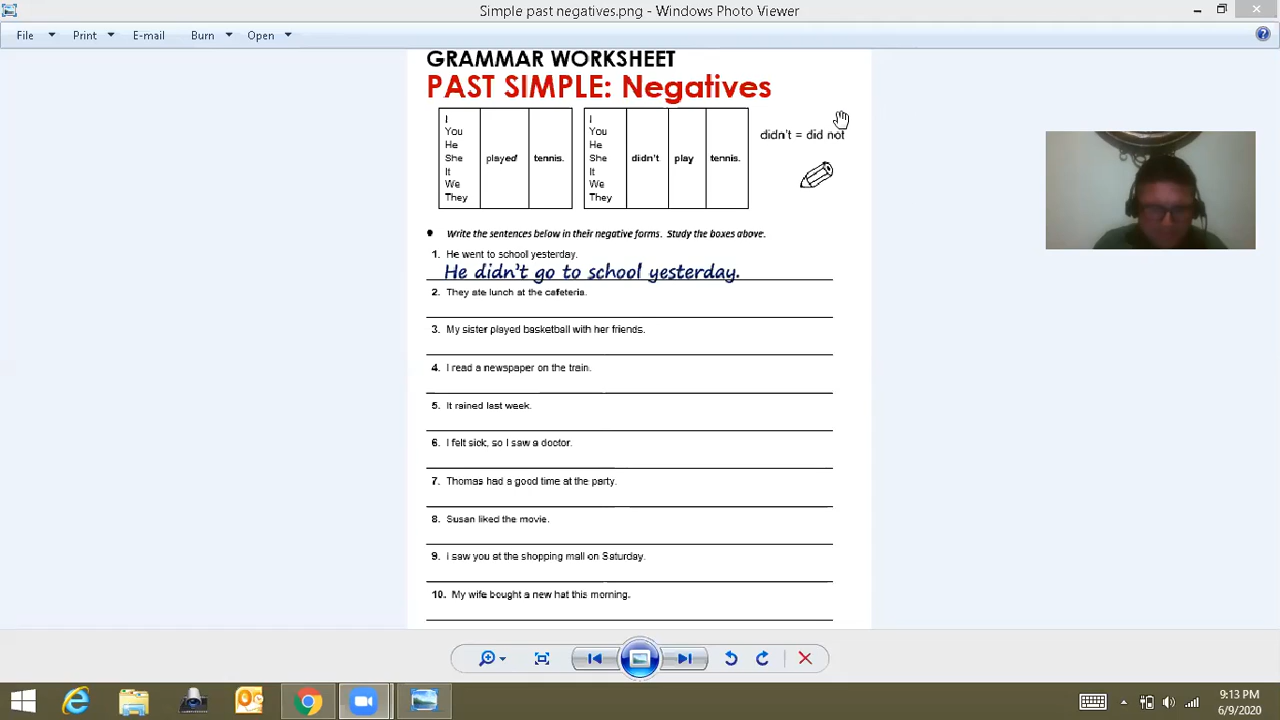 Simple past negatives.png - Windows Photo Viewer
File Print E-mail Burn Open
GRAMMAR WORKSHEET
PAST SIMPLE: Negatives
I
You
He
She
It
We
They
played
tennis.
I
You
He
She
It
We
They
didn't
play
tennis.
didn't = did not
Write the sentences below in their negative forms. Study the boxes above.
1. He went to school yesterday.
He didn't go to school yesterday.
2. They ate lunch at the cafeteria.
3. My sister played basketball with her friends.
4. I read a newspaper on the train.
5. It rained last week.
6. I felt sick, so I saw a doctor.
7. Thomas had a good time at the party.
8. Susan liked the movie.
9. I saw you at the shopping mall on Saturday.
10. My wife bought a new hat this morning.
9:13 PM
6/9/2020